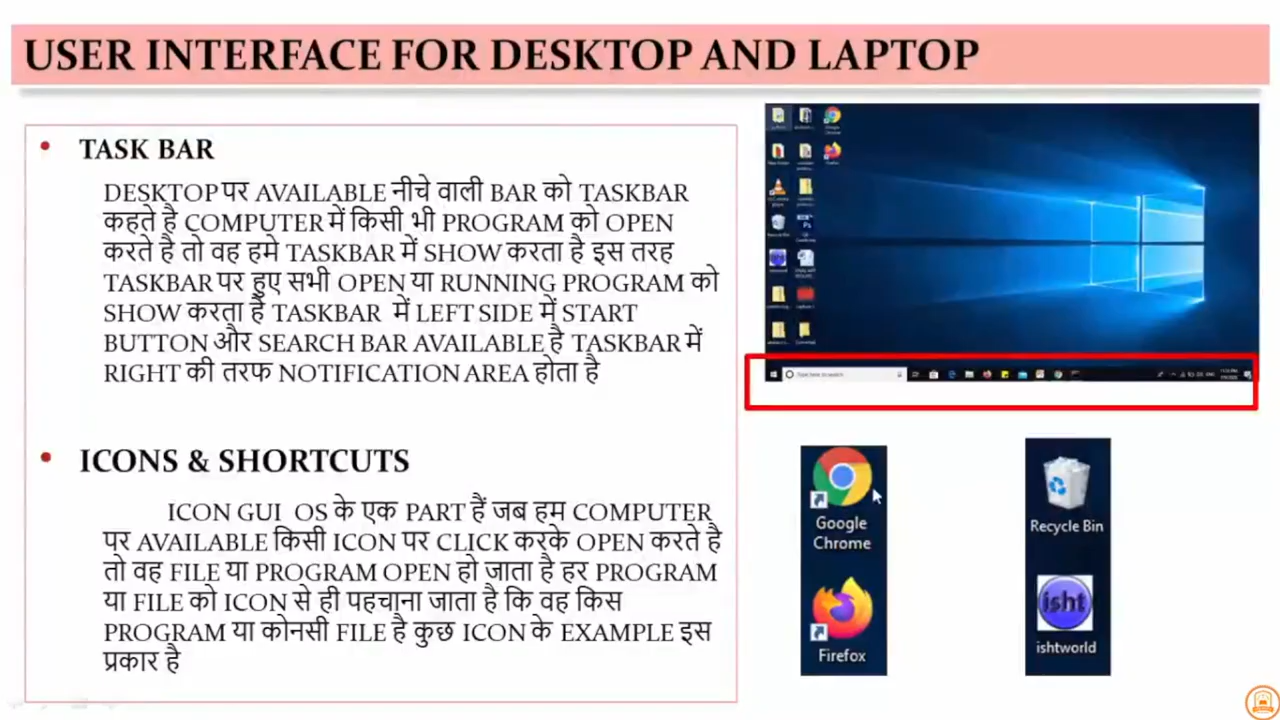 USER INTERFACE FOR DESKTOP AND LAPTOP
• TASK BAR
DESKTOP पर AVAILABLE नीचे वाली BAR को TASKBAR
कहते है COMPUTER में किसी भी PROGRAM को OPEN
करते है तो वह हमे TASKBAR में SHOW करता है इस तरह
TASKBAR पर हुए सभी OPEN या RUNNING PROGRAM को
SHOW करता है TASKBAR में LEFT SIDE में START
BUTTON और SEARCH BAR AVAILABLE है TASKBAR में
RIGHT की तरफ NOTIFICATION AREA होता है
• ICONS & SHORTCUTS
ICON GUI OS के एक PART हैं जब हम COMPUTER
पर AVAILABLE किसी ICON पर CLICK करके OPEN करते है
तो वह FILE या PROGRAM OPEN हो जाता है हर PROGRAM
या FILE को ICON से ही पहचाना जाता है कि वह किस
PROGRAM या कोनसी FILE है कुछ ICON के EXAMPLE इस
प्रकार है
Type here to search
Google
Chrome
Firefox
Recycle Bin
isht
ishtworld